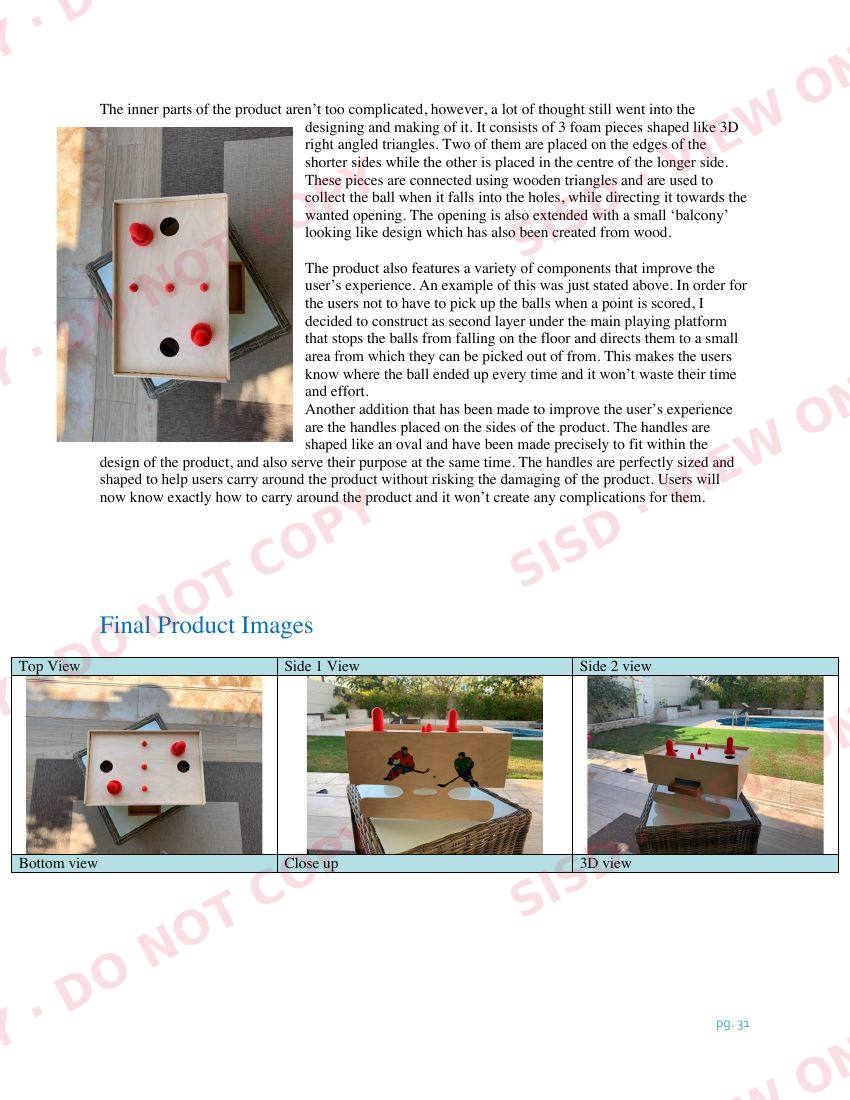 The inner parts of the product aren't too complicated, however, a lot of thought still went into the
designing and making of it. It consists of 3 foam pieces shaped like 3D
right angled triangles. Two of them are placed on the edges of the
shorter sides while the other is placed in the centre of the longer side.
These pieces are connected using wooden triangles and are used to
collect the ball when it falls into the holes, while directing it towards the
wanted opening. The opening is also extended with a small ‘balcony’
looking like design which has also been created from wood.
The product also features a variety of components that improve the
user’s experience. An example of this was just stated above. In order for
the users not to have to pick up the balls when a point is scored, I
decided to construct as second layer under the main playing platform
that stops the balls from falling on the floor and directs them to a small
area from which they can be picked out of from. This makes the users
know where the ball ended up every time and it won’t waste their time
and effort.
Another addition that has been made to improve the user’s experience
are the handles placed on the sides of the product. The handles are
shaped like an oval and have been made precisely to fit within the
design of the product, and also serve their purpose at the same time. The handles are perfectly sized and
shaped to help users carry around the product without risking the damaging of the product. Users will
now know exactly how to carry around the product and it won’t create any complications for them.
Final Product Images
Top View
Side 1 View
Side 2 view
Bottom view
Close up
3D view
pg. 31
SISD · VIEW ON
Y · DO NOT COPY
SISD · VIEW ON
Y · DO NOT COPY
SISD · VIEW ON
Y · DO NOT COPY
VIEW ON